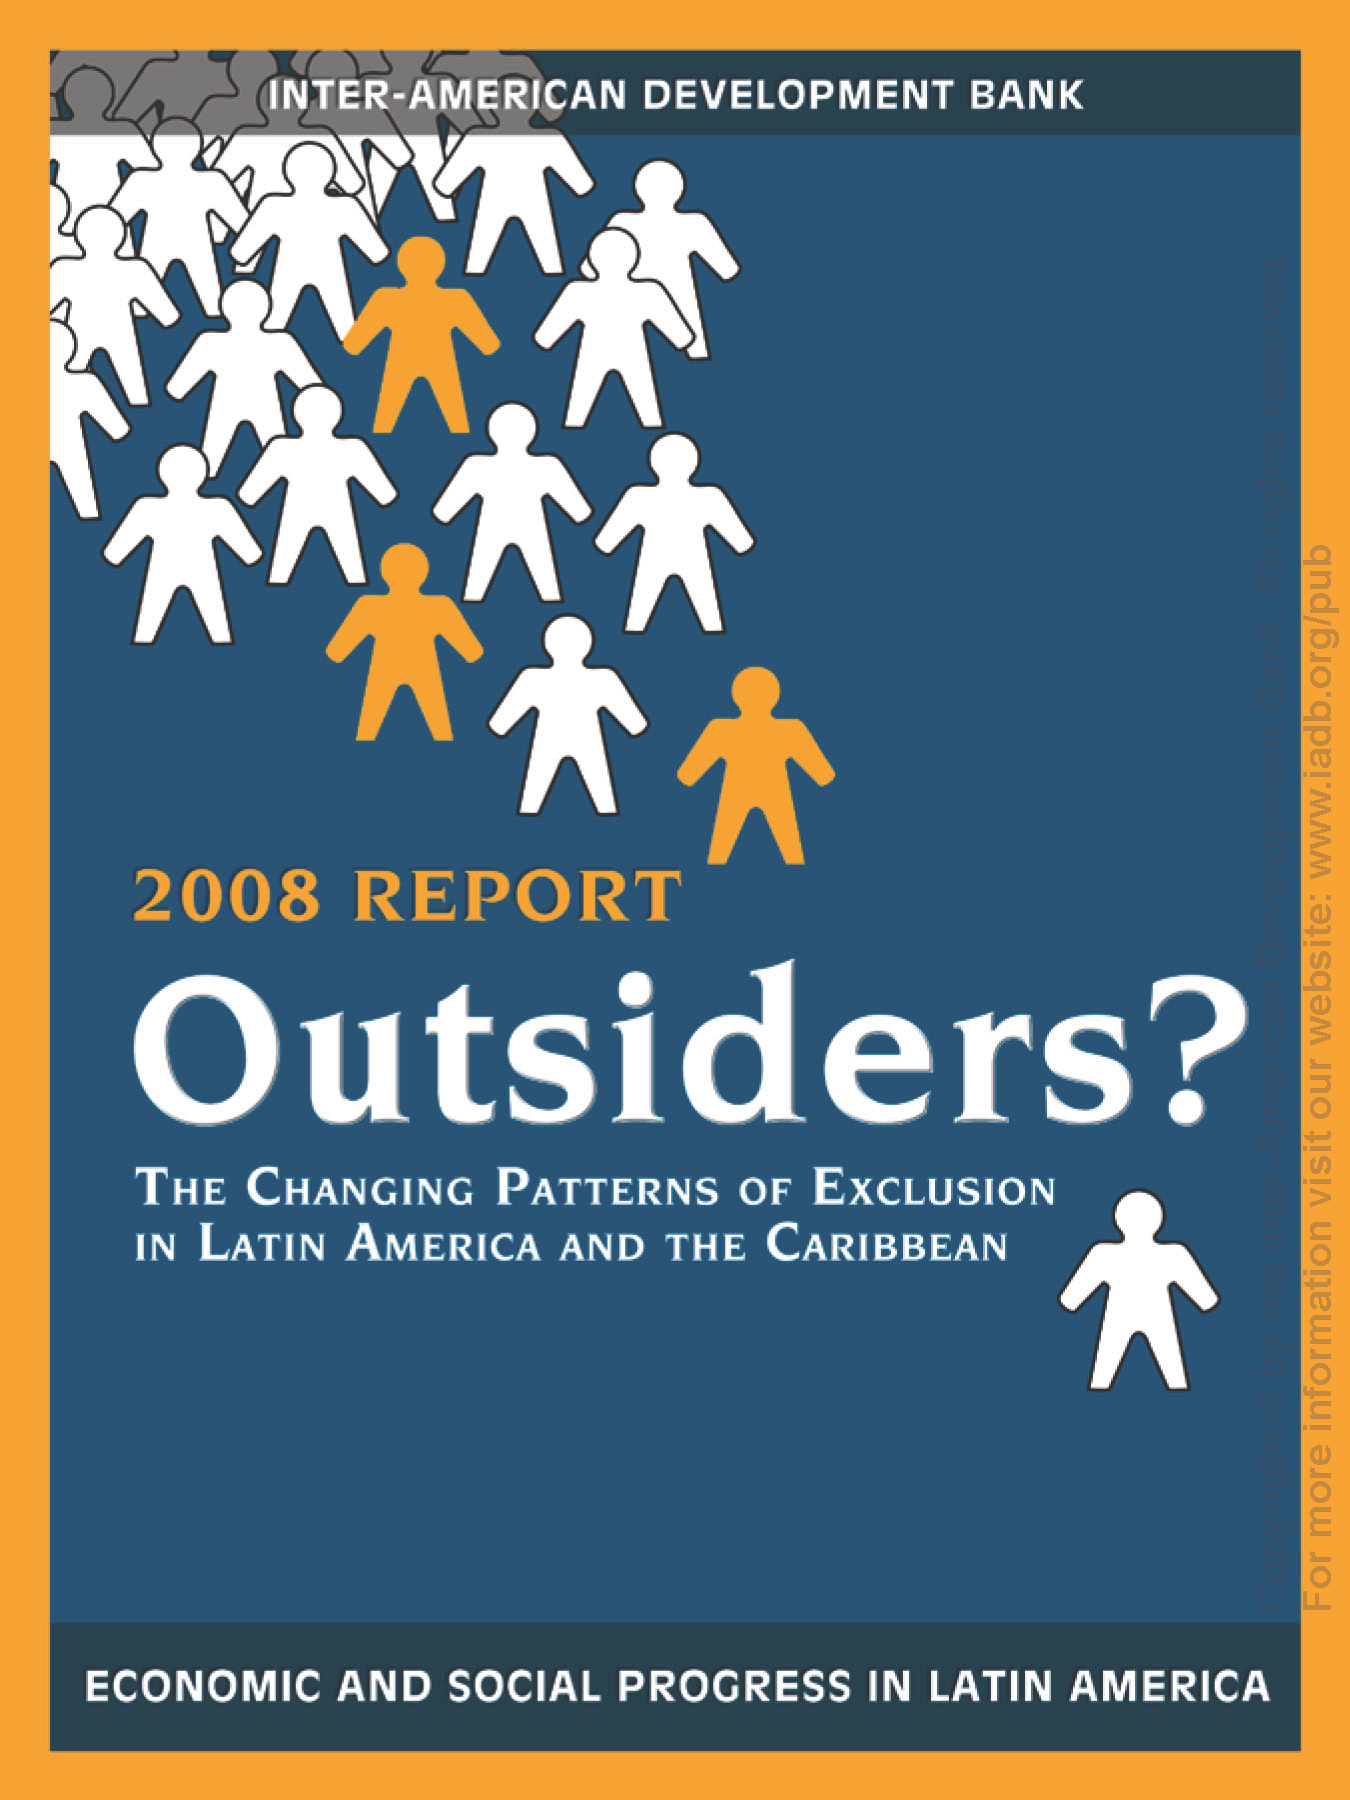 INTER-AMERICAN DEVELOPMENT BANK
2008 REPORT
Outsiders?
THE CHANGING PATTERNS OF EXCLUSION
IN LATIN AMERICA AND THE CARIBBEAN
ECONOMIC AND SOCIAL PROGRESS IN LATIN AMERICA
Copyright © by the Inter-American Development Bank. All rights reserved.
For more information visit our website: www.iadb.org/pub